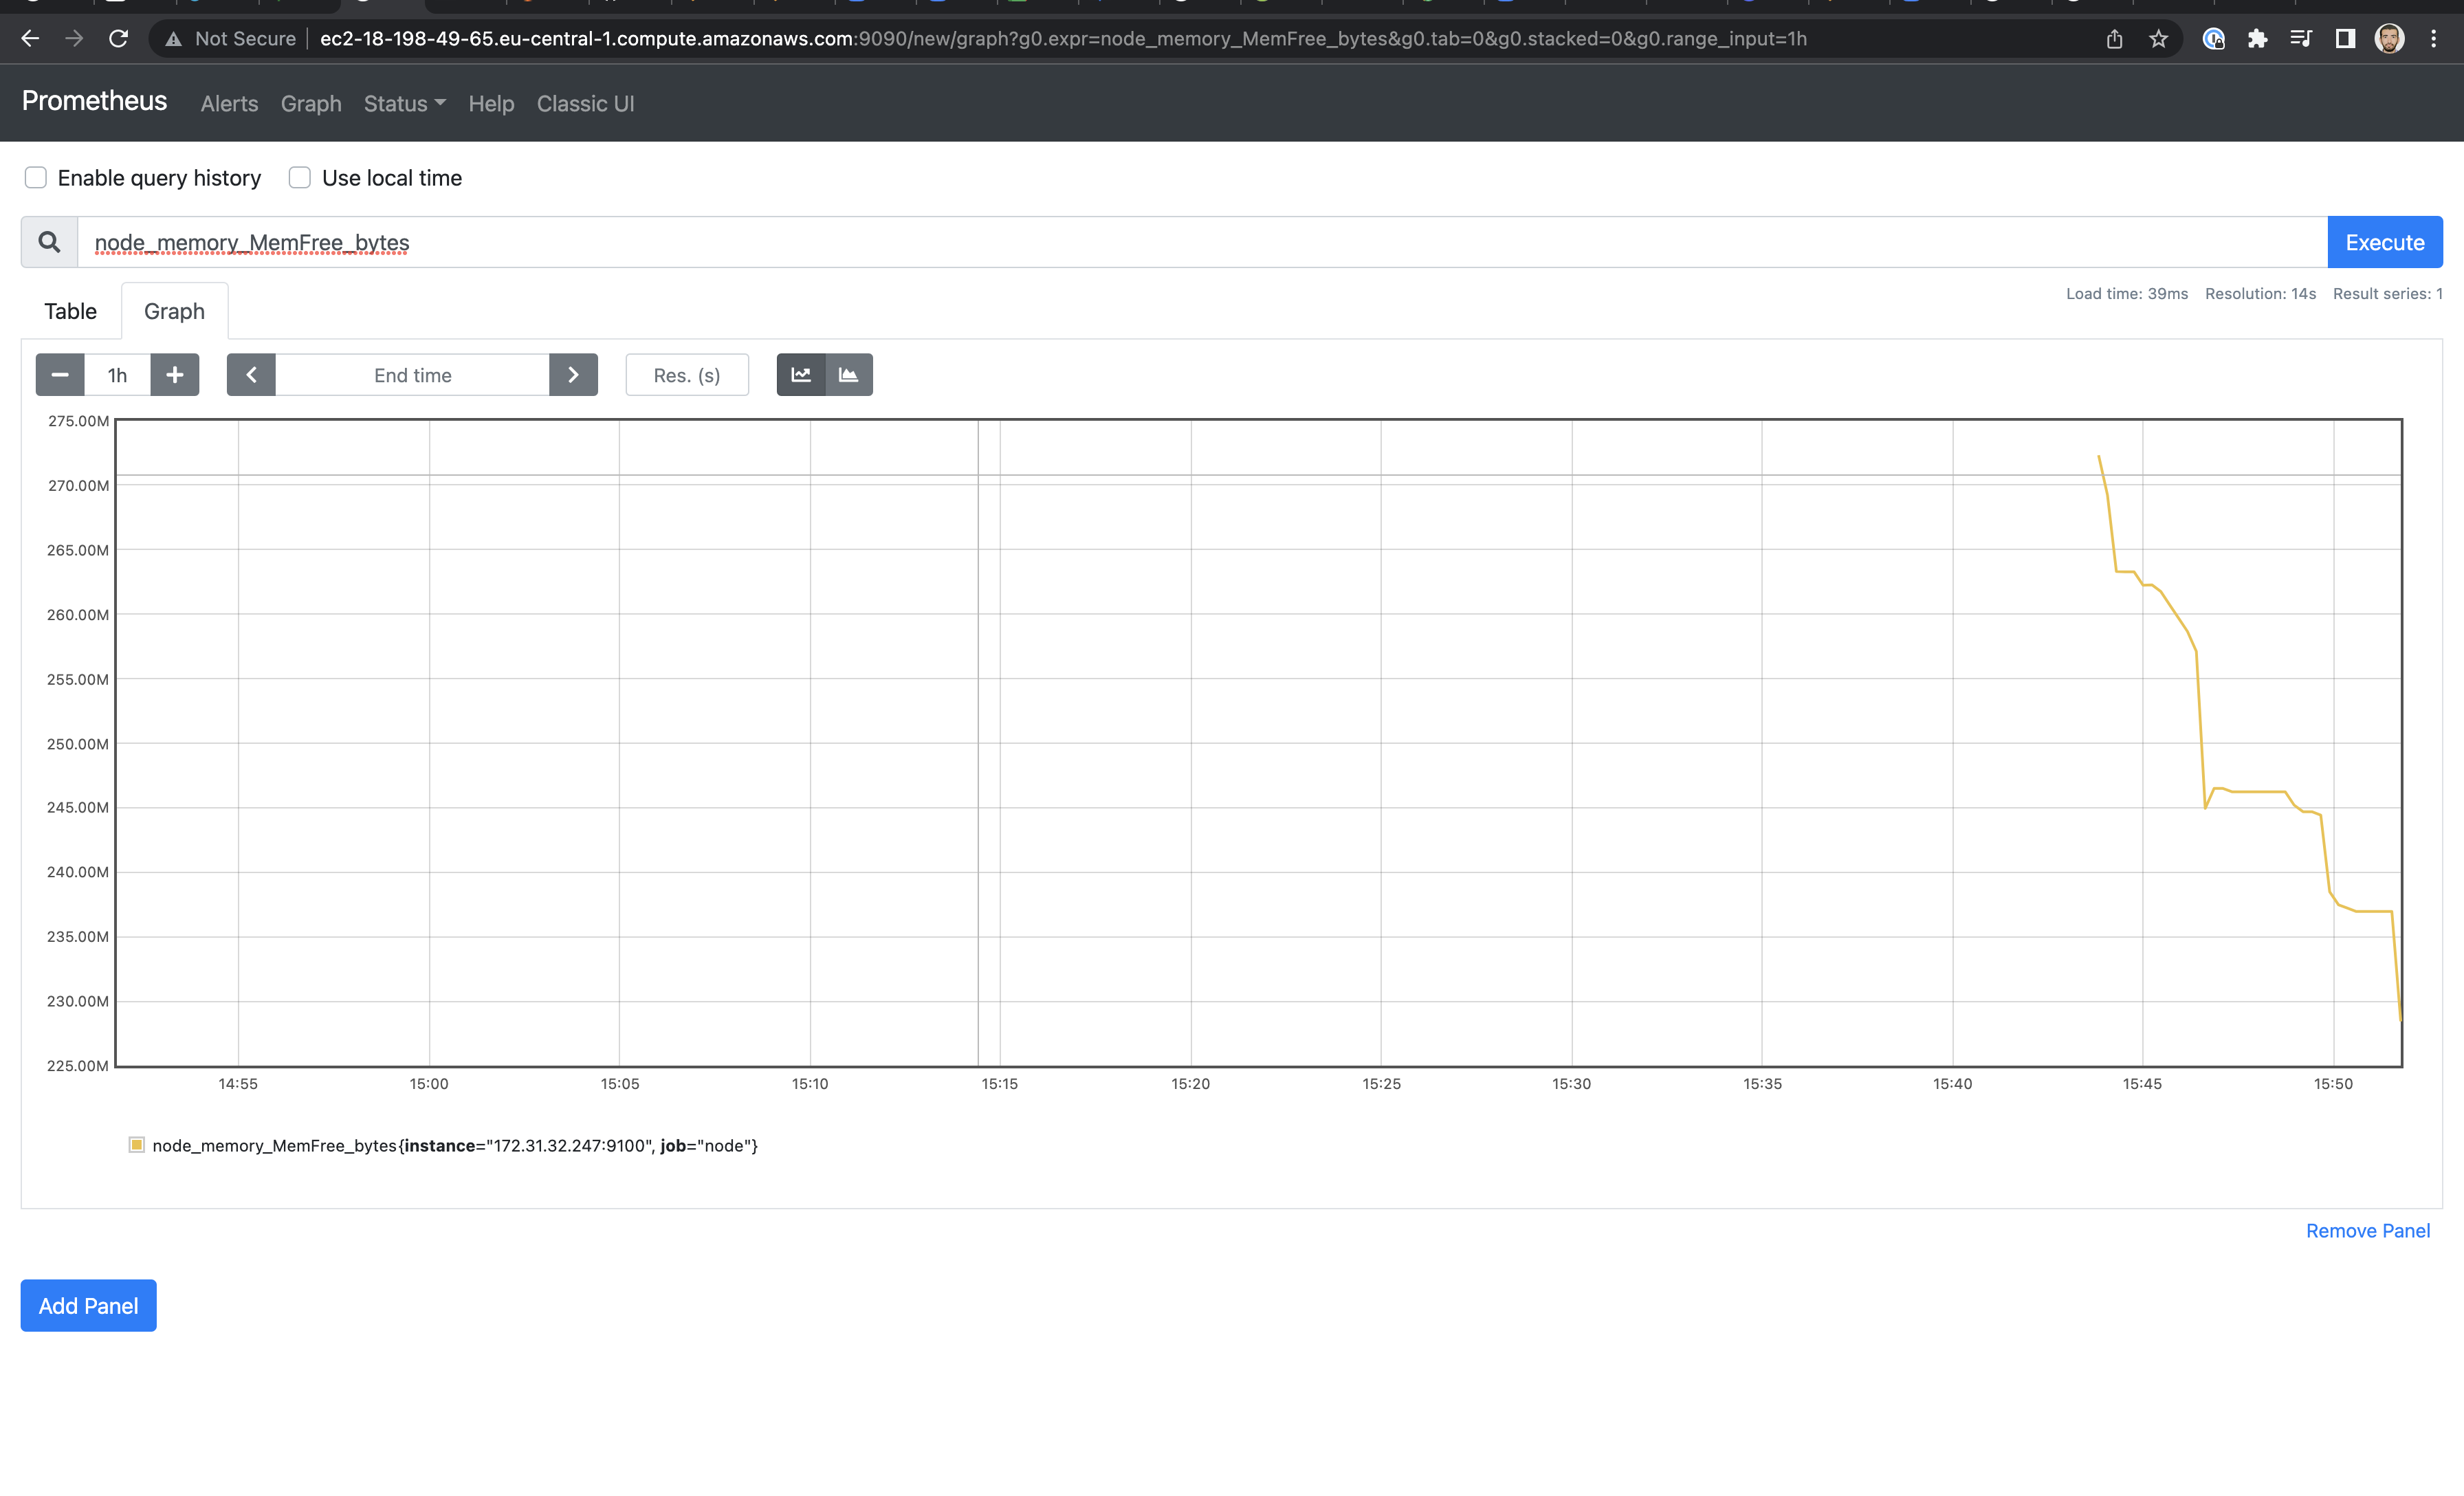 Not Secure ec2-18-198-49-65.eu-central-1.compute.amazonaws.com:9090/new/graph?g0.expr=node_memory_MemFree_bytes&g0.tab=0&g0.stacked=0&g0.range_input=1h
Prometheus Alerts Graph Status Help Classic UI
Enable query history Use local time
node_memory_MemFree_bytes Execute
Load time: 39ms Resolution: 14s Result series: 1
Table Graph
1h End time Res. (s)
275.00M
270.00M
265.00M
260.00M
255.00M
250.00M
245.00M
240.00M
235.00M
230.00M
225.00M
14:55 15:00 15:05 15:10 15:15 15:20 15:25 15:30 15:35 15:40 15:45 15:50
node_memory_MemFree_bytes{instance="172.31.32.247:9100", job="node"}
Remove Panel
Add Panel